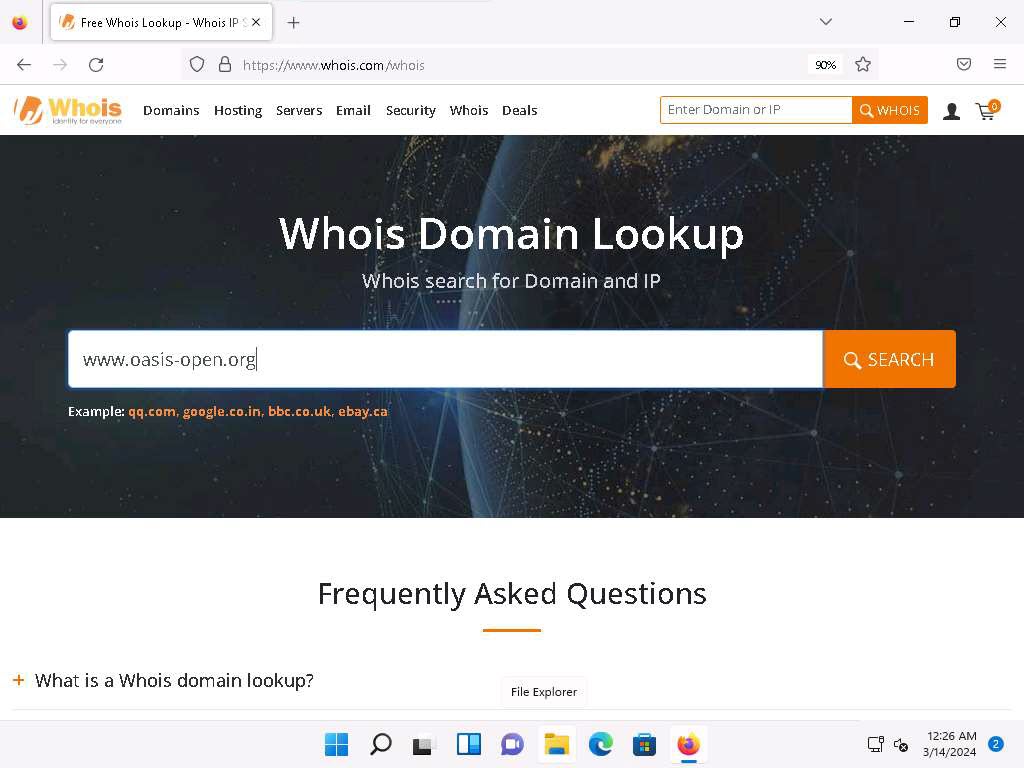 Free Whois Lookup - Whois IP S
https://www.whois.com/whois
90%
Whois
identity for everyone
Domains Hosting Servers Email Security Whois Deals
Enter Domain or IP
WHOIS
0
Whois Domain Lookup
Whois search for Domain and IP
www.oasis-open.org
SEARCH
Example: qq.com, google.co.in, bbc.co.uk, ebay.ca
Frequently Asked Questions
+ What is a Whois domain lookup?
File Explorer
12:26 AM
3/14/2024
2